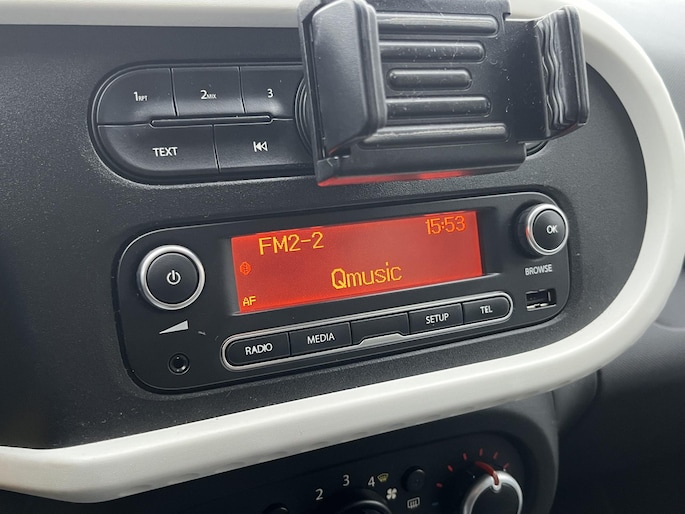 1RPT 2MIX 3
TEXT
FM2-2 15:53
Qmusic
AF
OK
BROWSE
RADIO MEDIA SETUP TEL
2 3 4